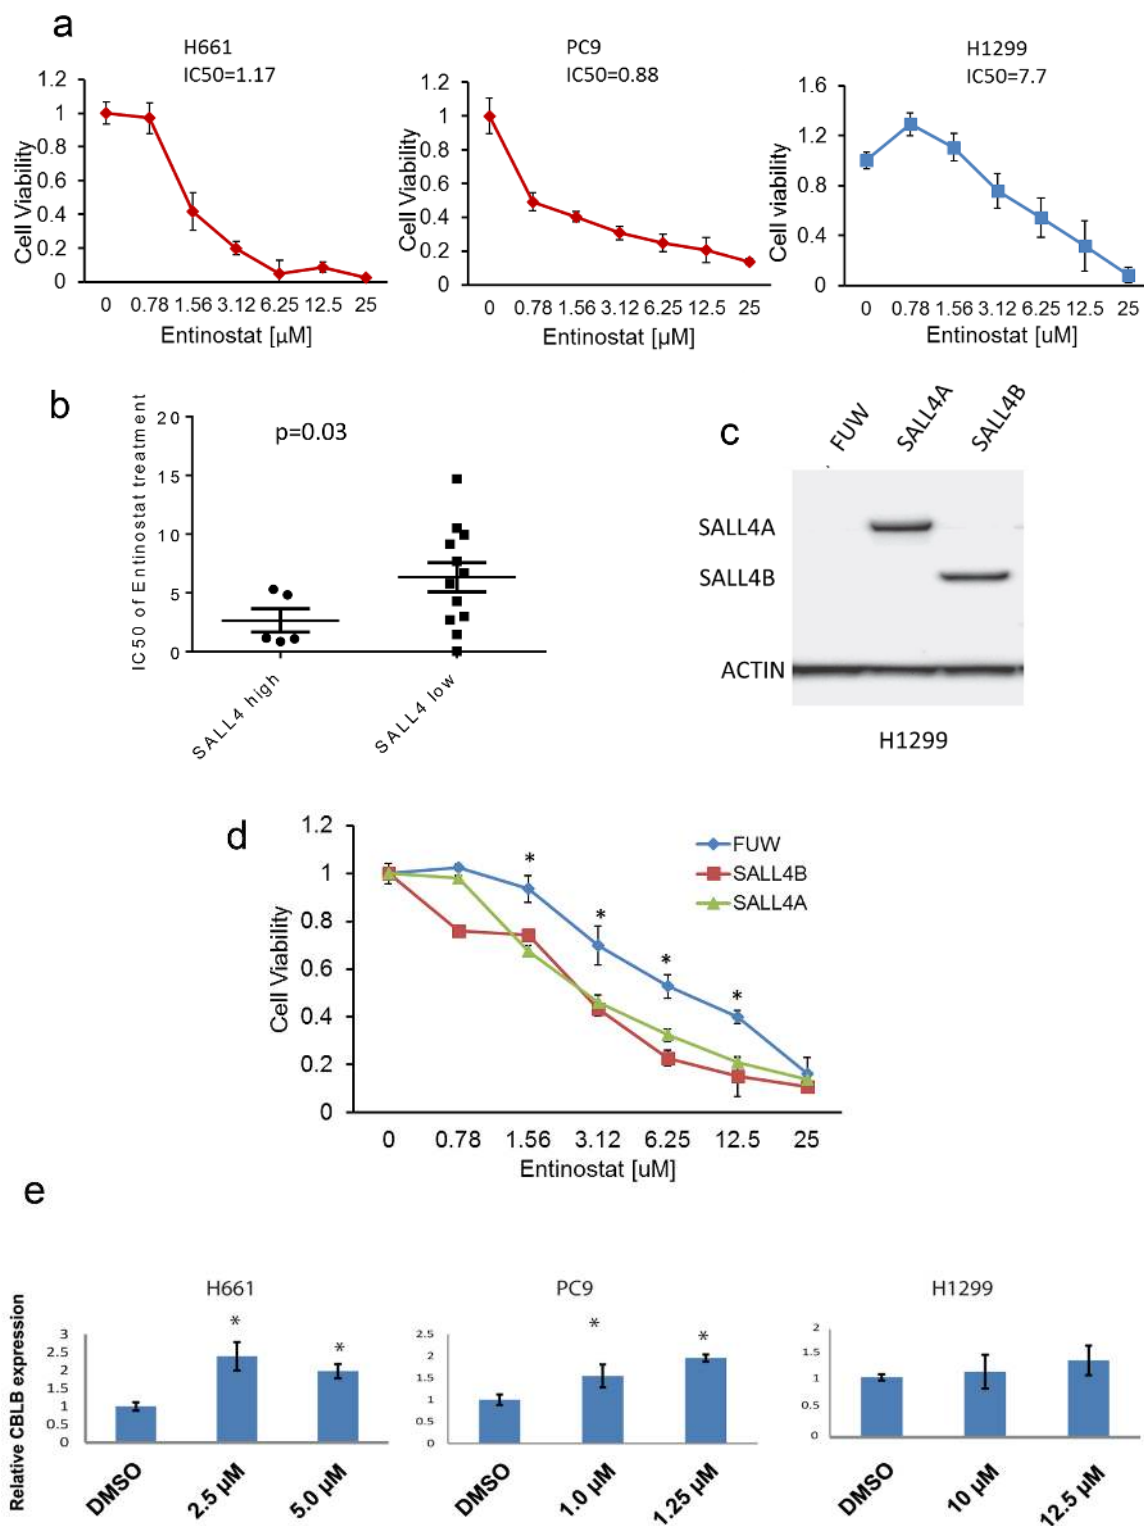 a
H661
IC50=1.17
Cell Viability
1.2
1
0.8
0.6
0.4
0.2
0
0 0.78 1.56 3.12 6.25 12.5 25
Entinostat [µM]
PC9
IC50=0.88
Cell Viability
1.2
1
0.8
0.6
0.4
0.2
0
0 0.78 1.56 3.12 6.25 12.5 25
Entinostat [µM]
H1299
IC50=7.7
Cell viability
1.6
1.2
0.8
0.4
0
0 0.78 1.56 3.12 6.25 12.5 25
Entinostat [uM]
b
IC50 of Entinostat treatment
20
15
10
5
0
p=0.03
SALL4 high
SALL4 low
c
FUW
SALL4A
SALL4B
SALL4A
SALL4B
ACTIN
H1299
d
Cell Viability
1.2
1
0.8
0.6
0.4
0.2
0
* * * *
FUW
SALL4B
SALL4A
0 0.78 1.56 3.12 6.25 12.5 25
Entinostat [uM]
e
Relative CBLB expression
H661
3
2.5
2
1.5
1
0.5
0
* *
DMSO
2.5 µM
5.0 µM
PC9
2.5
2
1.5
1
0.5
0
* *
DMSO
1.0 µM
1.25 µM
H1299
2
1.5
1
0.5
0
DMSO
10 µM
12.5 µM